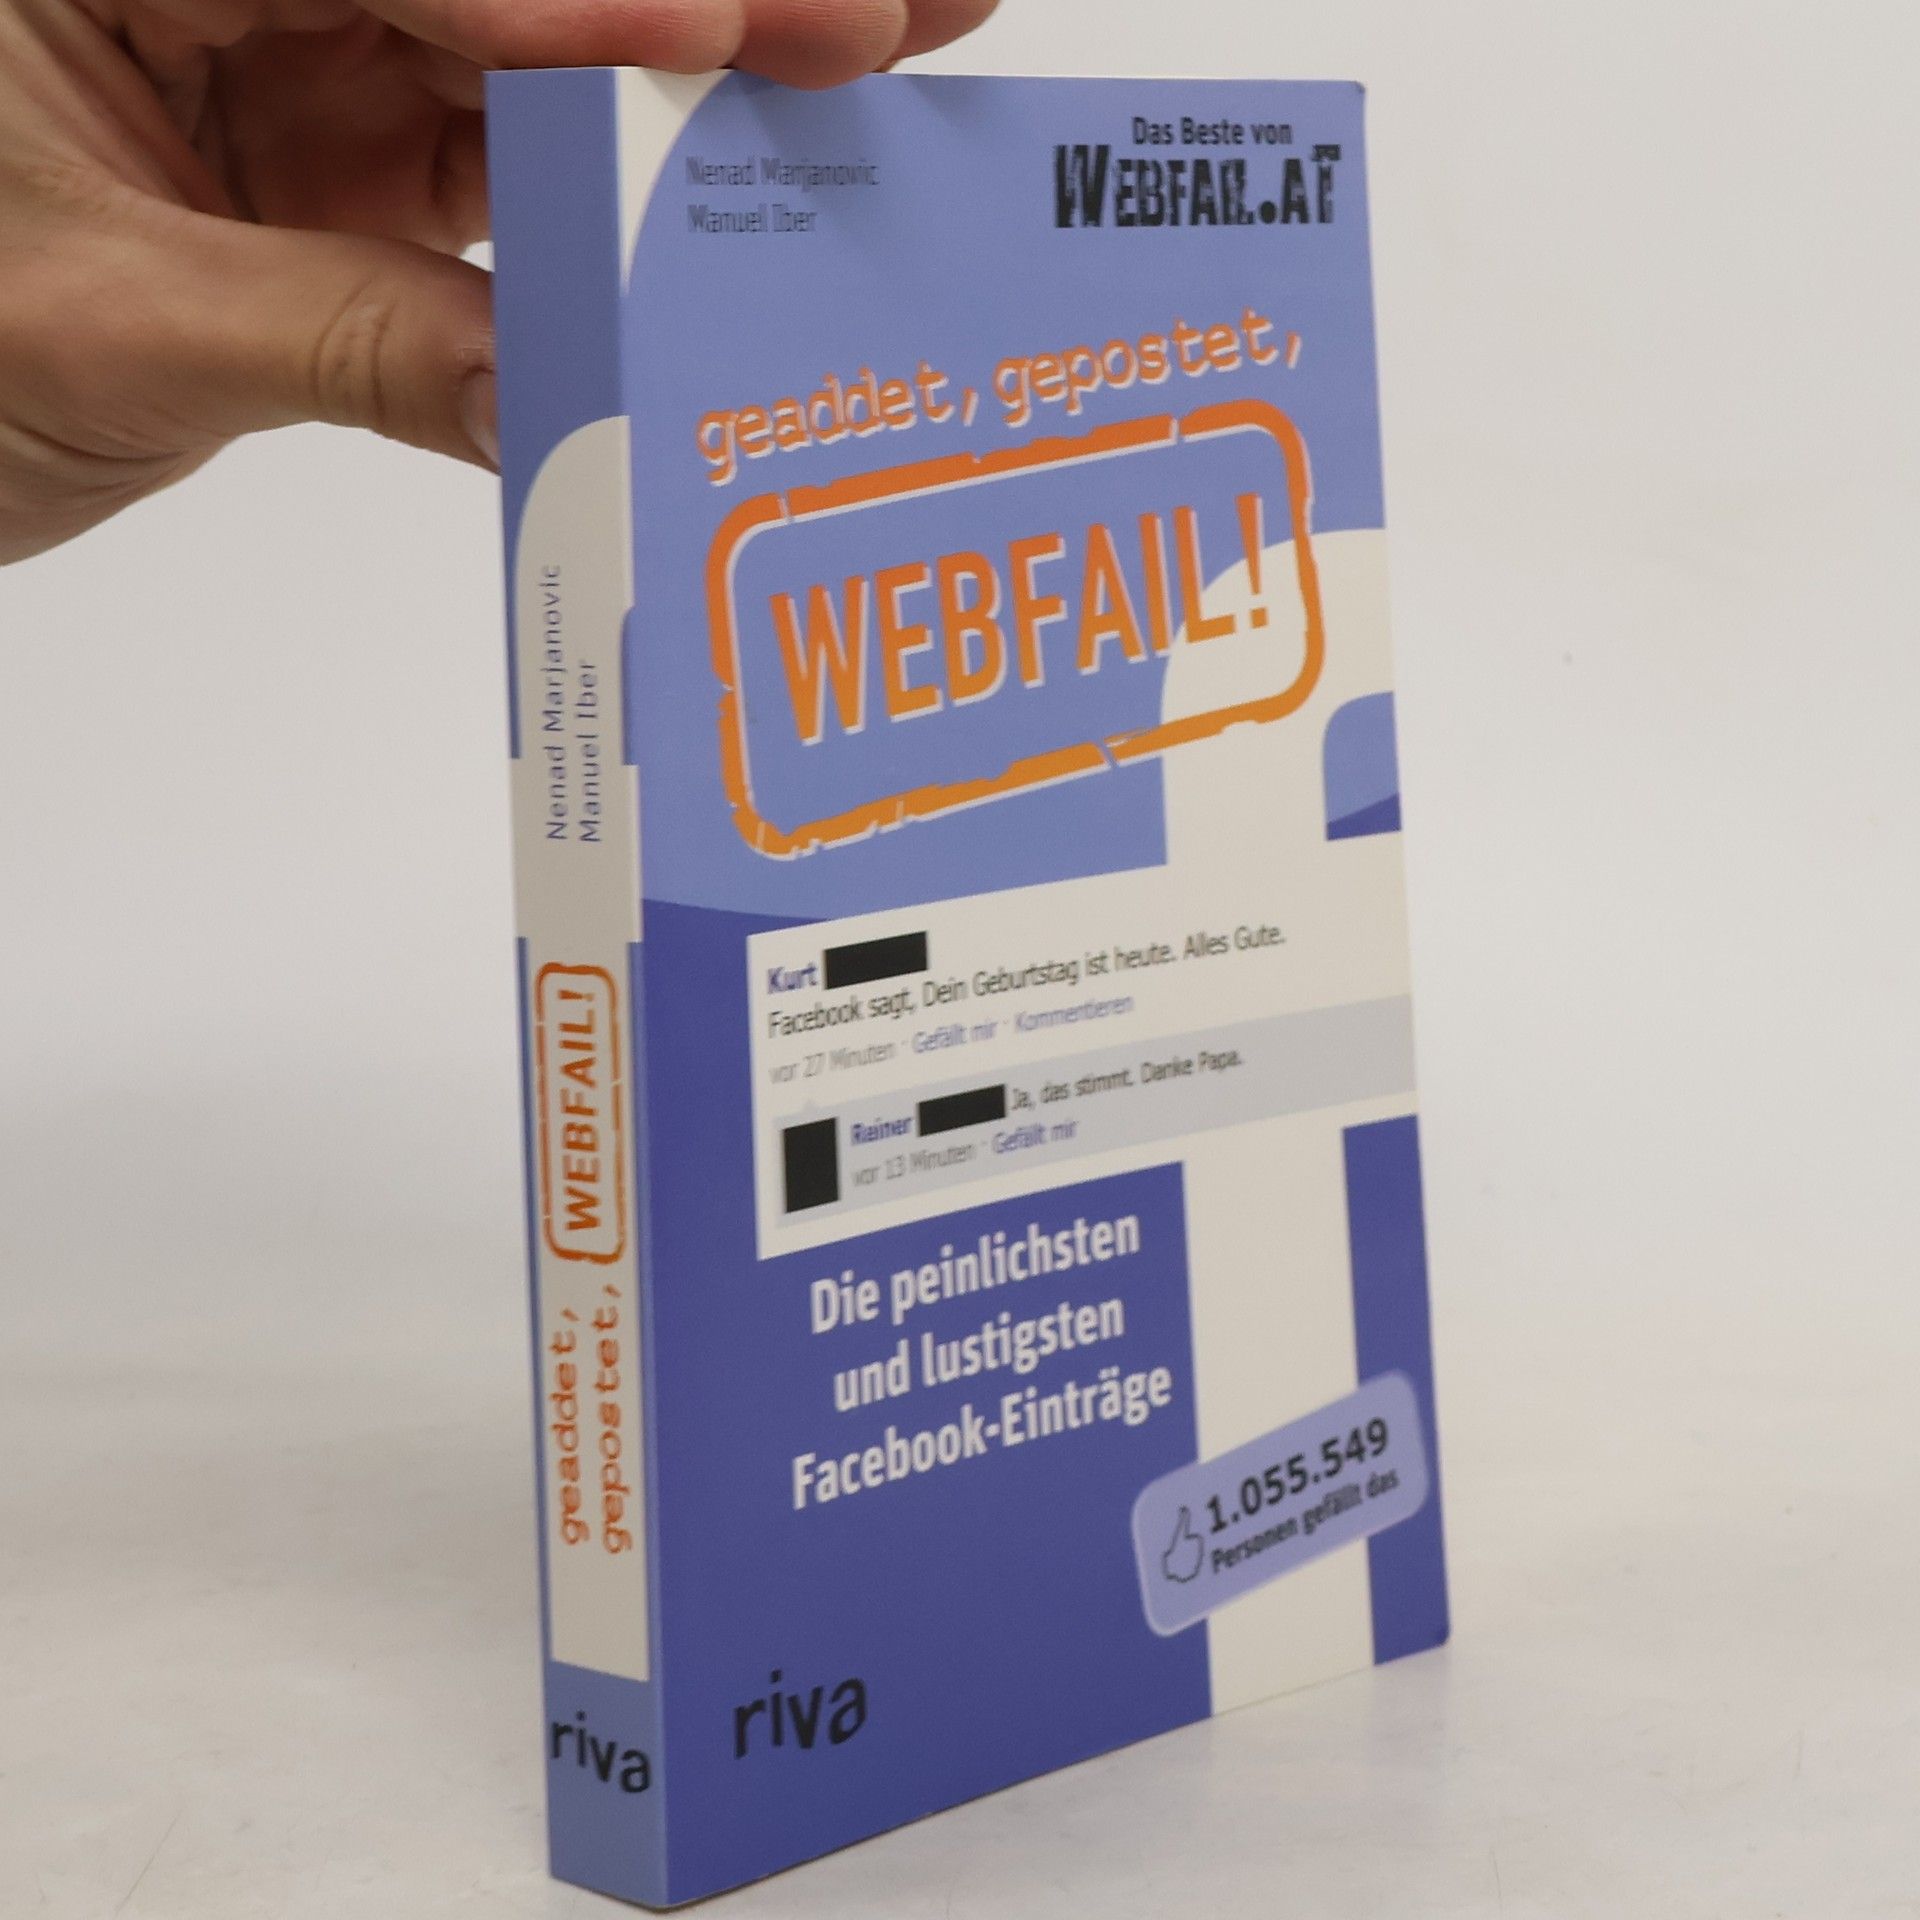 Nenad Marjanovic
Manuel Iber
Das Beste von
WEBFAIL.AT
geaddet, gepostet,
WEBFAIL!
Kurt
Facebook sagt, Dein Geburtstag ist heute. Alles Gute.
vor 27 Minuten · Gefällt mir · Kommentieren
Rainer Ja, das stimmt. Danke Papa.
vor 13 Minuten · Gefällt mir
Die peinlichsten
und lustigsten
Facebook-Einträge
1.055.549
Personen gefällt das
riva
Nenad Marjanovic
Manuel Iber
geaddet,
gepostet,
WEBFAIL!
riva